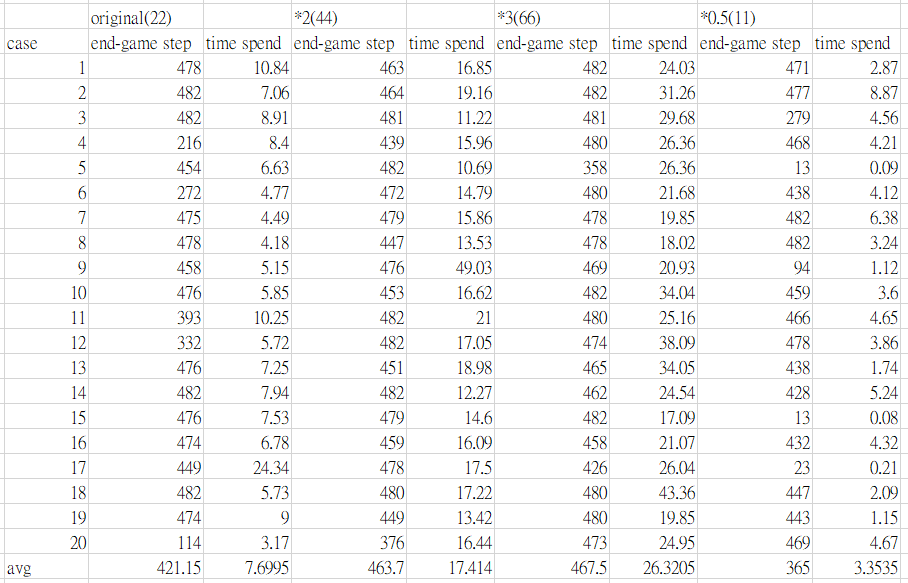 original(22) *2(44) *3(66) *0.5(11)
case end-game step time spend end-game step time spend end-game step time spend end-game step time spend
1 478 10.84 463 16.85 482 24.03 471 2.87
2 482 7.06 464 19.16 482 31.26 477 8.87
3 482 8.91 481 11.22 481 29.68 279 4.56
4 216 8.4 439 15.96 480 26.36 468 4.21
5 454 6.63 482 10.69 358 26.36 13 0.09
6 272 4.77 472 14.79 480 21.68 438 4.12
7 475 4.49 479 15.86 478 19.85 482 6.38
8 478 4.18 447 13.53 478 18.02 482 3.24
9 458 5.15 476 49.03 469 20.93 94 1.12
10 476 5.85 453 16.62 482 34.04 459 3.6
11 393 10.25 482 21 480 25.16 466 4.65
12 332 5.72 482 17.05 474 38.09 478 3.86
13 476 7.25 451 18.98 465 34.05 438 1.74
14 482 7.94 482 12.27 462 24.54 428 5.24
15 476 7.53 479 14.6 482 17.09 13 0.08
16 474 6.78 459 16.09 458 21.07 432 4.32
17 449 24.34 478 17.5 426 26.04 23 0.21
18 482 5.73 480 17.22 480 43.36 447 2.09
19 474 9 449 13.42 480 19.85 443 1.15
20 114 3.17 376 16.44 473 24.95 469 4.67
avg 421.15 7.6995 463.7 17.414 467.5 26.3205 365 3.3535